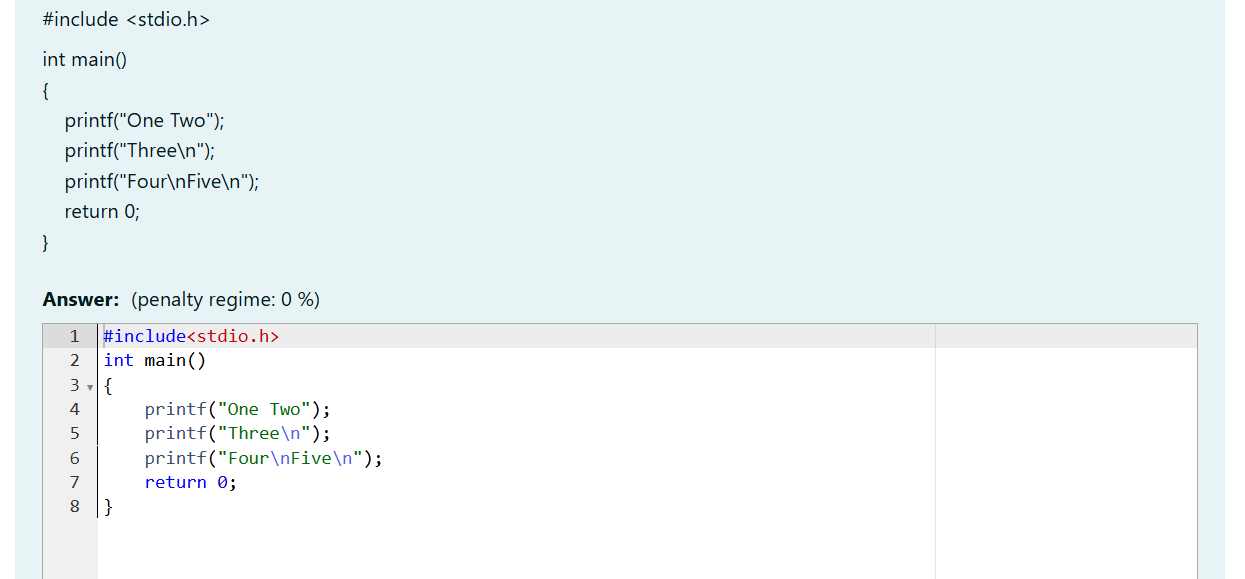 #include <stdio.h>
int main()
{
printf("One Two");
printf("Three\n");
printf("Four\nFive\n");
return 0;
}
Answer: (penalty regime: 0 %)
1 #include<stdio.h>
2 int main()
3 {
4 printf("One Two");
5 printf("Three\n");
6 printf("Four\nFive\n");
7 return 0;
8 }